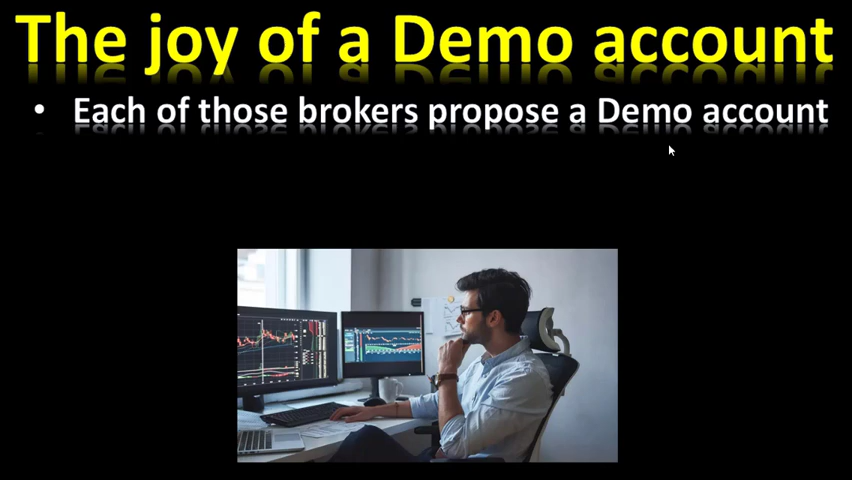 The joy of a Demo account
• Each of those brokers propose a Demo account